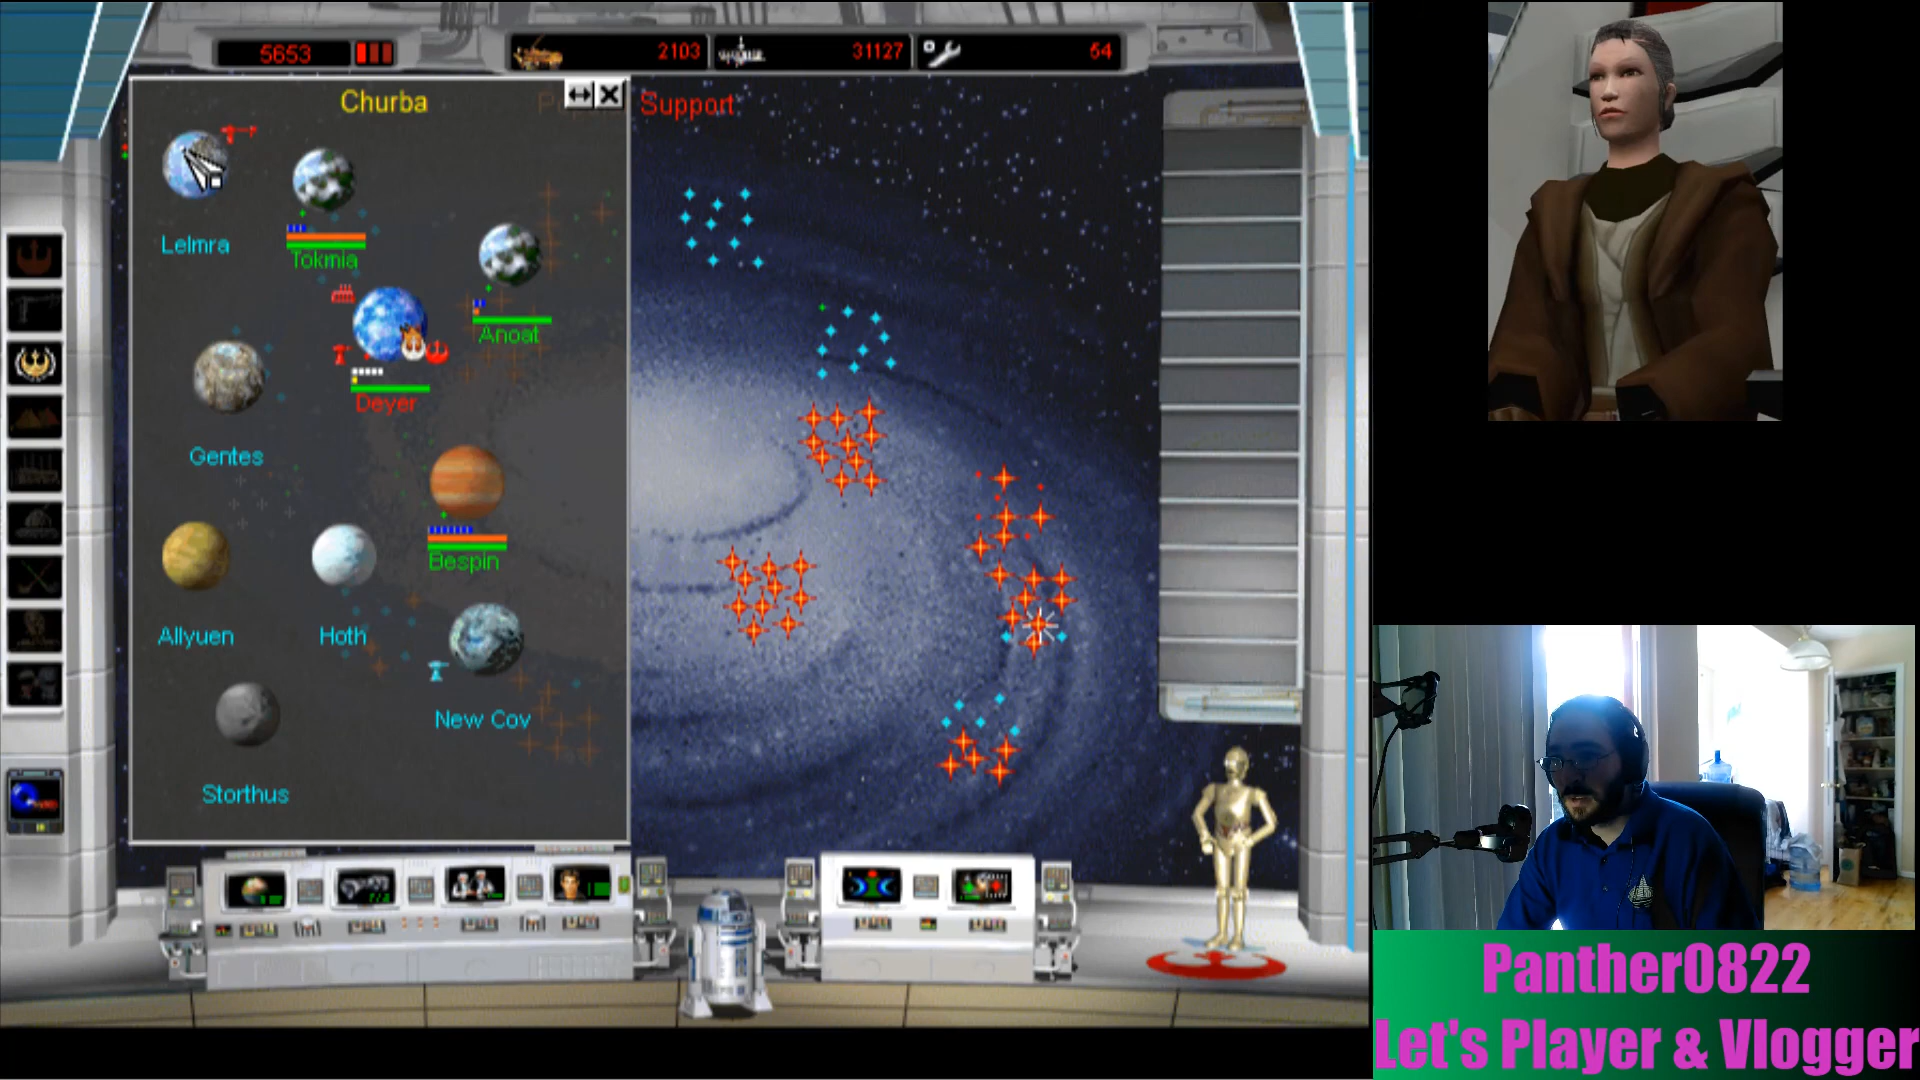 5653 2103 31127 54
Churba
Support
Lelmra
Tokmia
Anoat
Deyer
Gentes
Bespin
Allyuen
Hoth
New Cov
Storthus
Panther0822
Let's Player & Vlogger